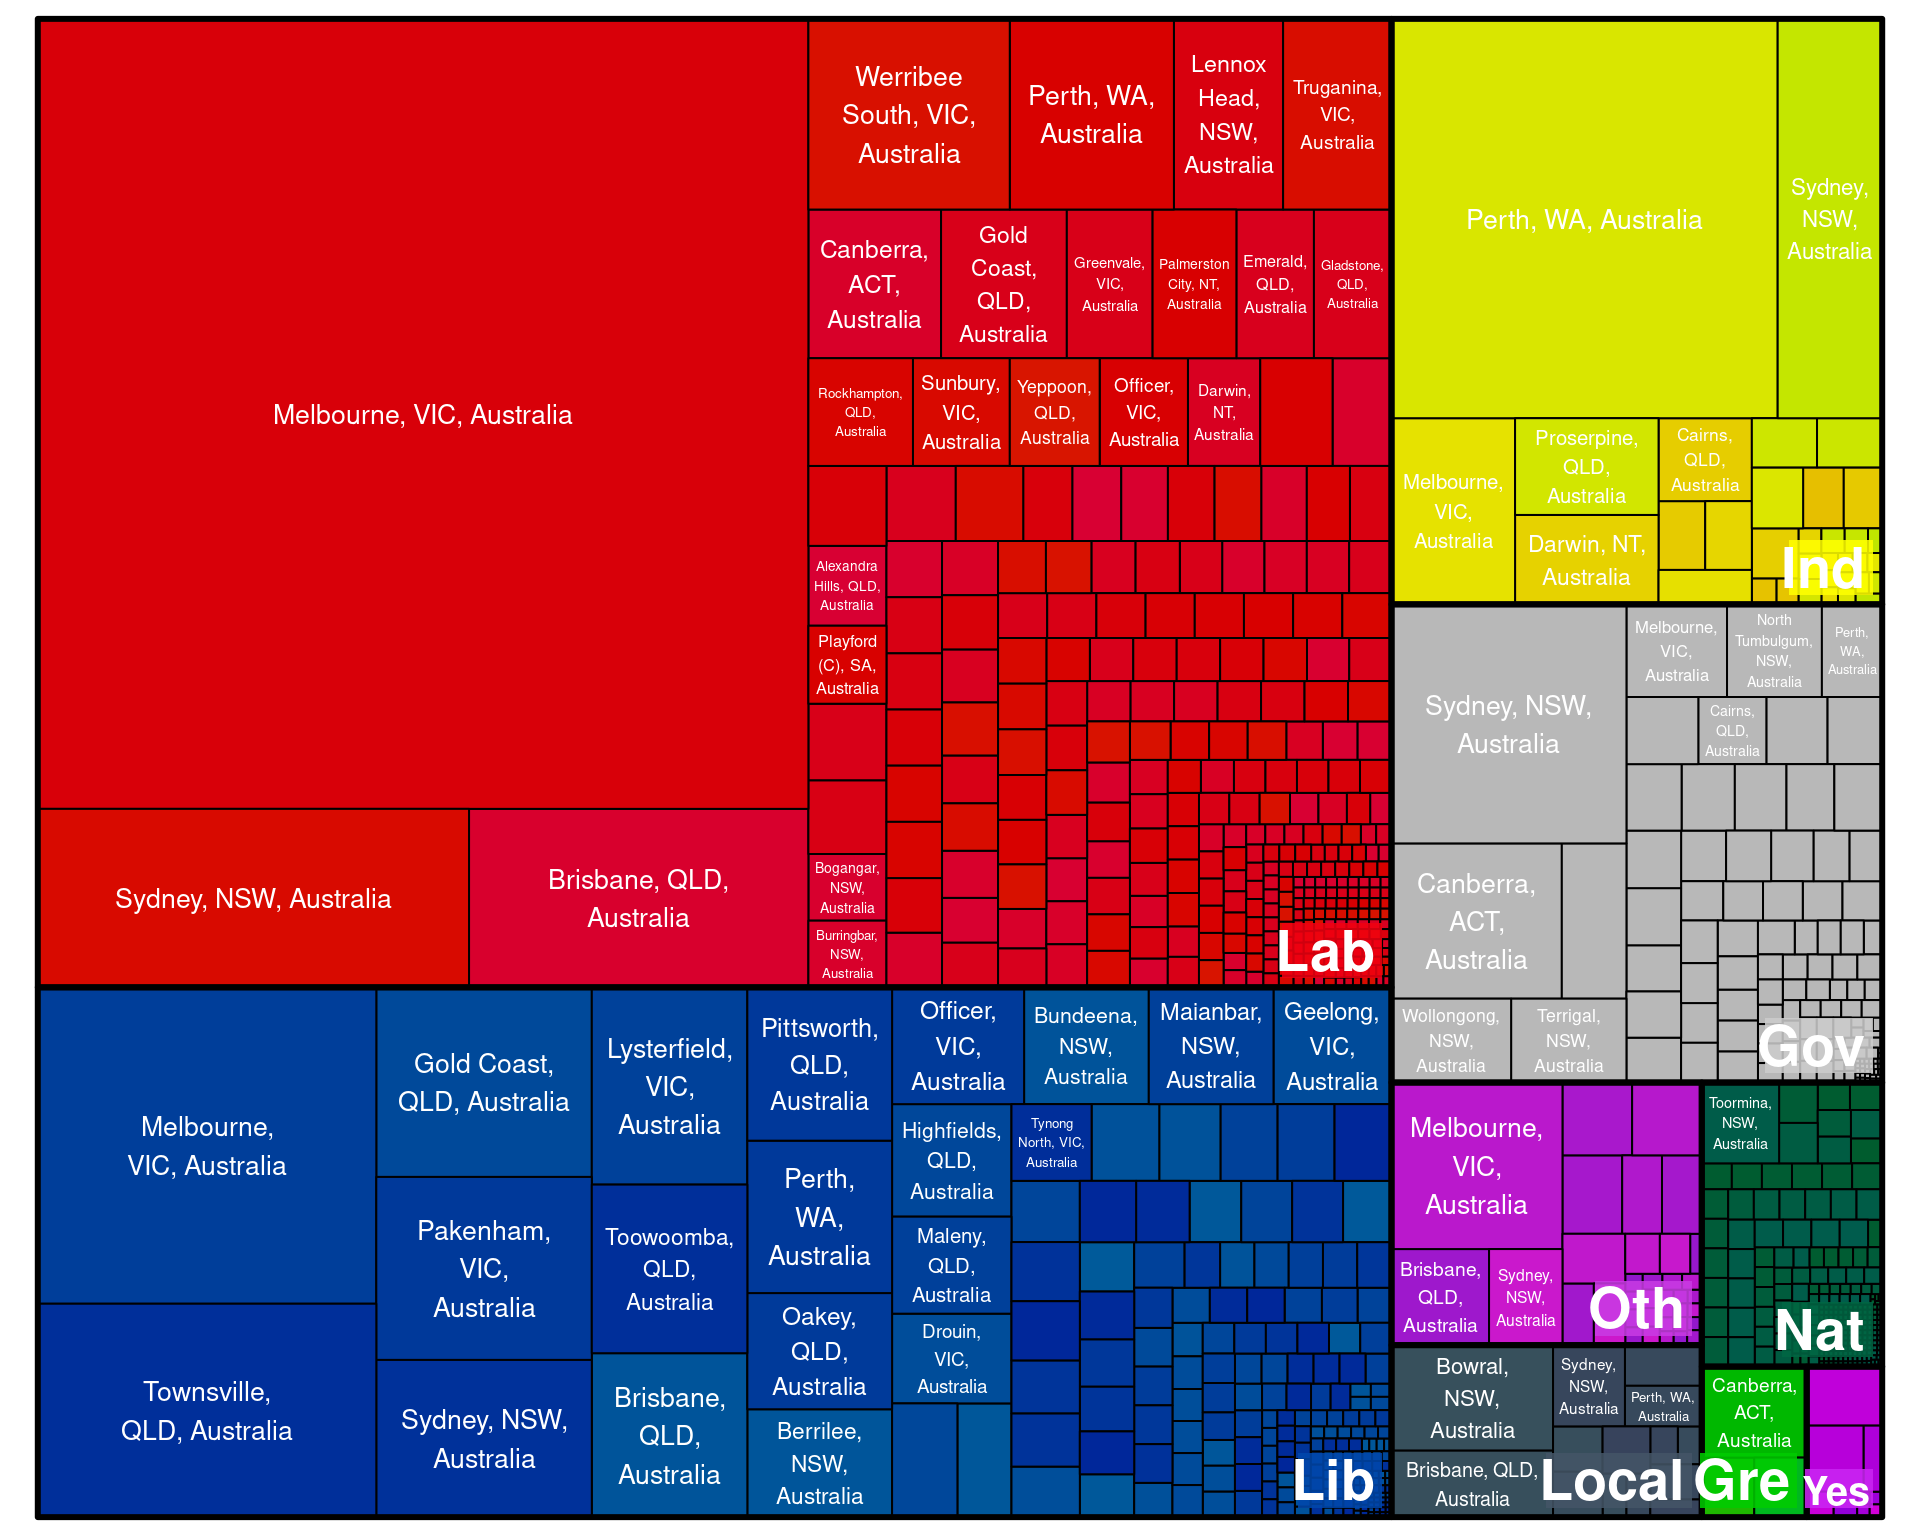 Melbourne, VIC, Australia
Sydney, NSW, Australia
Brisbane, QLD,
Australia
Werribee
South, VIC,
Australia
Perth, WA,
Australia
Lennox
Head,
NSW,
Australia
Truganina,
VIC,
Australia
Canberra,
ACT,
Australia
Gold
Coast,
QLD,
Australia
Greenvale,
VIC,
Australia
Palmerston
City, NT,
Australia
Emerald,
QLD,
Australia
Gladstone,
QLD,
Australia
Rockhampton,
QLD,
Australia
Sunbury,
VIC,
Australia
Yeppoon,
QLD,
Australia
Officer,
VIC,
Australia
Darwin,
NT,
Australia
Alexandra
Hills, QLD,
Australia
Playford
(C), SA,
Australia
Bogangar,
NSW,
Australia
Burringbar,
NSW,
Australia
Lab
Melbourne,
VIC, Australia
Townsville,
QLD, Australia
Gold Coast,
QLD, Australia
Pakenham,
VIC,
Australia
Sydney, NSW,
Australia
Lysterfield,
VIC,
Australia
Toowoomba,
QLD,
Australia
Brisbane,
QLD,
Australia
Pittsworth,
QLD,
Australia
Perth,
WA,
Australia
Oakey,
QLD,
Australia
Berrilee,
NSW,
Australia
Officer,
VIC,
Australia
Bundeena,
NSW,
Australia
Maianbar,
NSW,
Australia
Geelong,
VIC,
Australia
Highfields,
QLD,
Australia
Tynong
North, VIC,
Australia
Maleny,
QLD,
Australia
Drouin,
VIC,
Australia
Lib
Perth, WA, Australia
Sydney,
NSW,
Australia
Melbourne,
VIC,
Australia
Proserpine,
QLD,
Australia
Darwin, NT,
Australia
Cairns,
QLD,
Australia
Ind
Sydney, NSW,
Australia
Melbourne,
VIC,
Australia
North
Tumbulgum,
NSW,
Australia
Perth,
WA,
Australia
Cairns,
QLD,
Australia
Canberra,
ACT,
Australia
Wollongong,
NSW,
Australia
Terrigal,
NSW,
Australia
Gov
Melbourne,
VIC,
Australia
Brisbane,
QLD,
Australia
Sydney,
NSW,
Australia
Oth
Toormina,
NSW,
Australia
Nat
Bowral,
NSW,
Australia
Brisbane, QLD,
Australia
Sydney,
NSW,
Australia
Perth, WA,
Australia
Local
Canberra,
ACT,
Australia
Gre
Yes